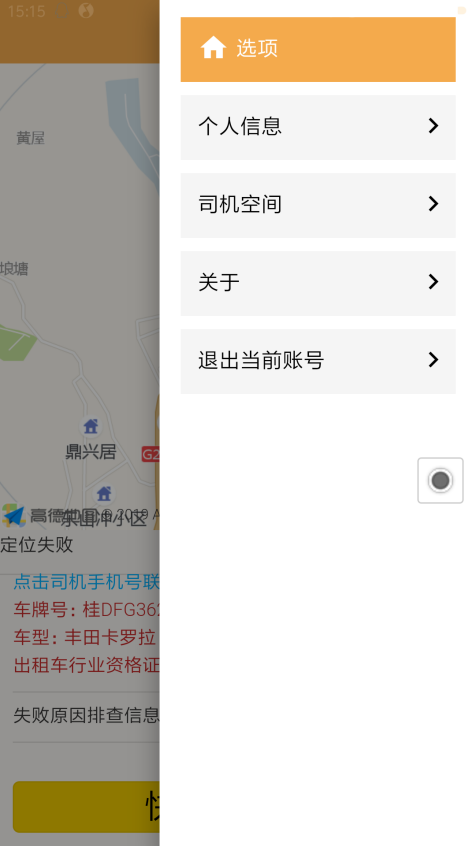 15:15
选项
个人信息
司机空间
关于
退出当前账号
黄屋
埌塘
鼎兴居
G2
高德地图 © 2019 A
东山冲小区
定位失败
点击司机手机号联
车牌号：桂DFG362
车型：丰田卡罗拉
出租车行业资格证
失败原因排查信息